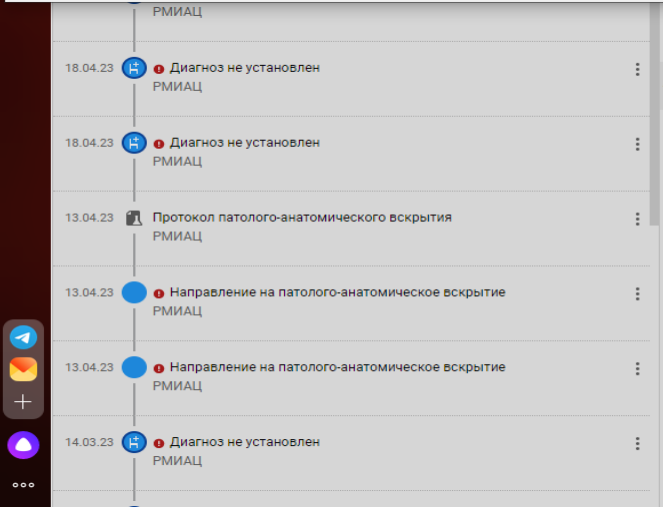 РМИАЦ
18.04.23 Диагноз не установлен
РМИАЦ
18.04.23 Диагноз не установлен
РМИАЦ
13.04.23 Протокол патолого-анатомического вскрытия
РМИАЦ
13.04.23 Направление на патолого-анатомическое вскрытие
РМИАЦ
13.04.23 Направление на патолого-анатомическое вскрытие
РМИАЦ
14.03.23 Диагноз не установлен
РМИАЦ